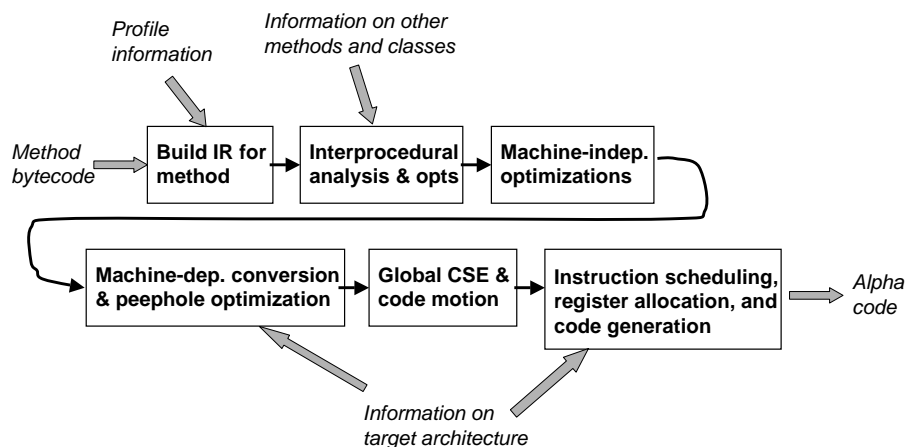 Profile
information
Information on other
methods and classes
Method
bytecode
Build IR for
method
Interprocedural
analysis & opts
Machine-indep.
optimizations
Machine-dep. conversion
& peephole optimization
Global CSE &
code motion
Instruction scheduling,
register allocation, and
code generation
Alpha
code
Information on
target architecture